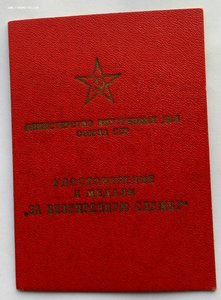 МИНИСТЕРСТВО ВНУТРЕННИХ ДЕЛ
СОЮЗА ССР
УДОСТОВЕРЕНИЕ
К МЕДАЛИ
„ЗА БЕЗУПРЕЧНУЮ СЛУЖБУ"